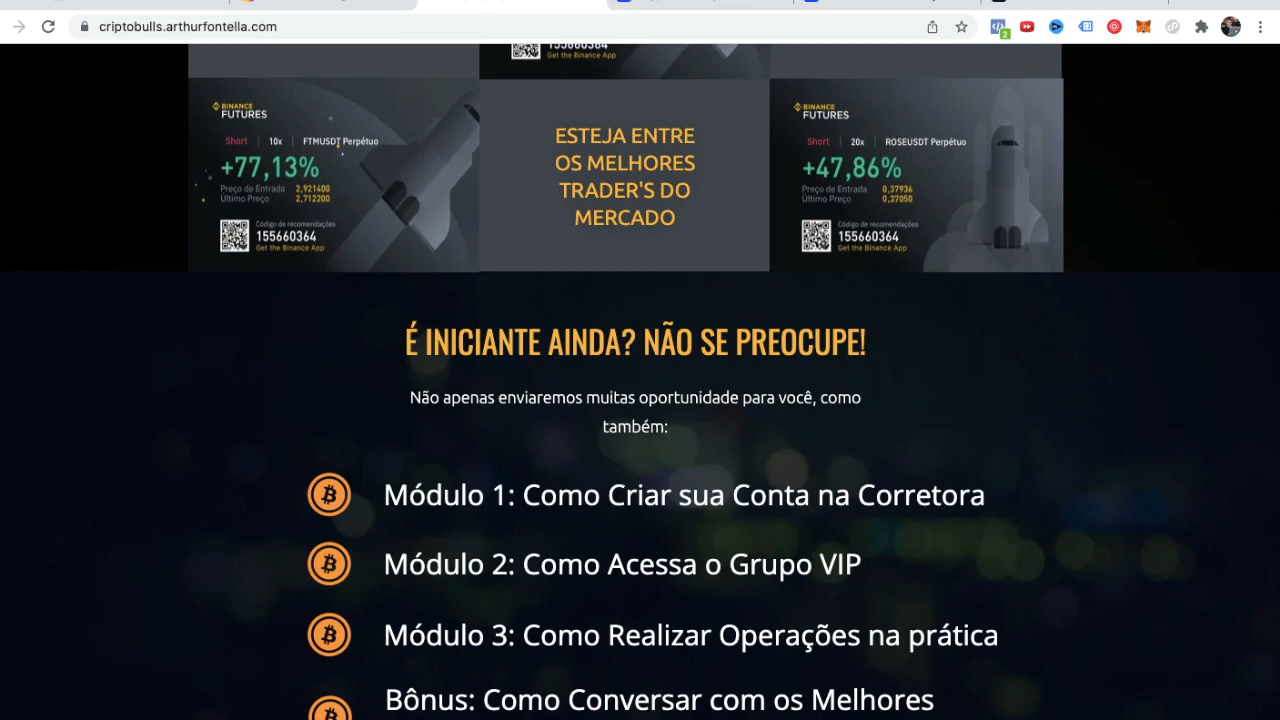 criptobulls.arthurfontella.com
2
155660364
Get the Binance App
BINANCE
FUTURES
Short | 10x | FTMUSDT Perpétuo
+77,13%
Preço de Entrada 2,921400
Último Preço 2,712200
Código de recomendações
155660364
Get the Binance App
ESTEJA ENTRE
OS MELHORES
TRADER'S DO
MERCADO
BINANCE
FUTURES
Short | 20x | ROSEUSDT Perpétuo
+47,86%
Preço de Entrada 0,37936
Último Preço 0,37050
Código de recomendações
155660364
Get the Binance App
É INICIANTE AINDA? NÃO SE PREOCUPE!
Não apenas enviaremos muitas oportunidade para você, como
também:
Módulo 1: Como Criar sua Conta na Corretora
Módulo 2: Como Acessa o Grupo VIP
Módulo 3: Como Realizar Operações na prática
Bônus: Como Conversar com os Melhores